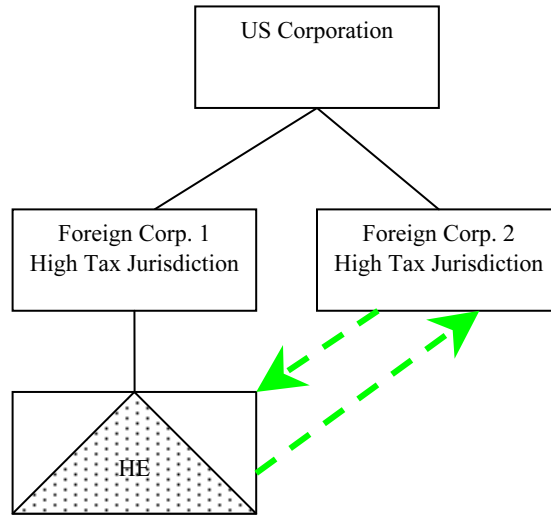 US Corporation
Foreign Corp. 1
High Tax Jurisdiction
Foreign Corp. 2
High Tax Jurisdiction
HE